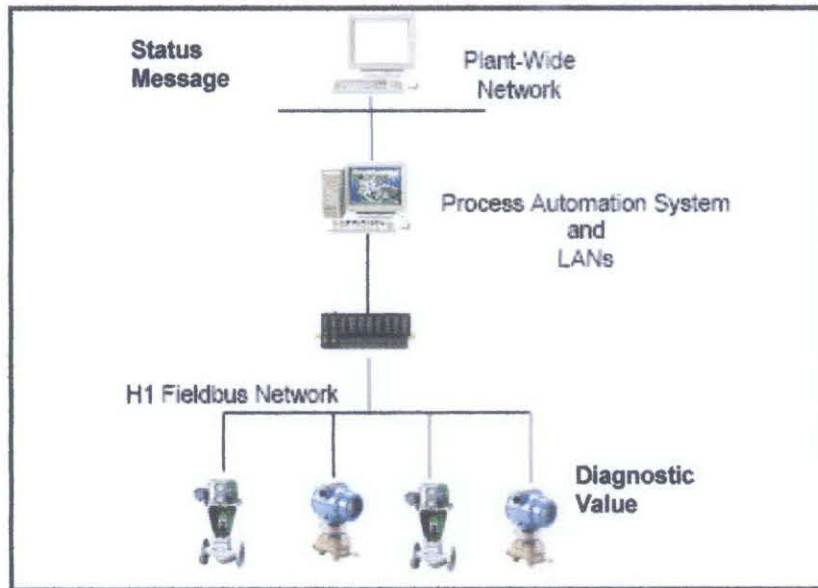 Status
Message
Plant-Wide
Network
Process Automation System
and
LANs
H1 Fieldbus Network
Diagnostic
Value